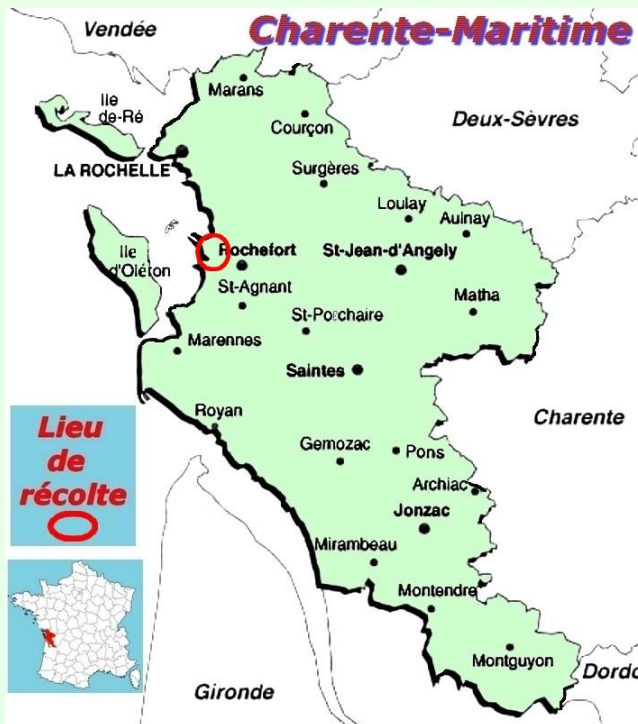 Vendée
Charente-Maritime
Ile
de-Ré
Marans
Courçon
Deux-Sèvres
LA ROCHELLE
Surgères
Loulay
Aulnay
Ile
d'Oléron
Rochefort
St-Jean-d'Angely
St-Agnant
Matha
St-Porchaire
Marennes
Saintes
Royan
Charente
Lieu
de
récolte
Gemozac
Pons
Archiac
Jonzac
Mirambeau
Montendre
Montguyon
Dordo
Gironde